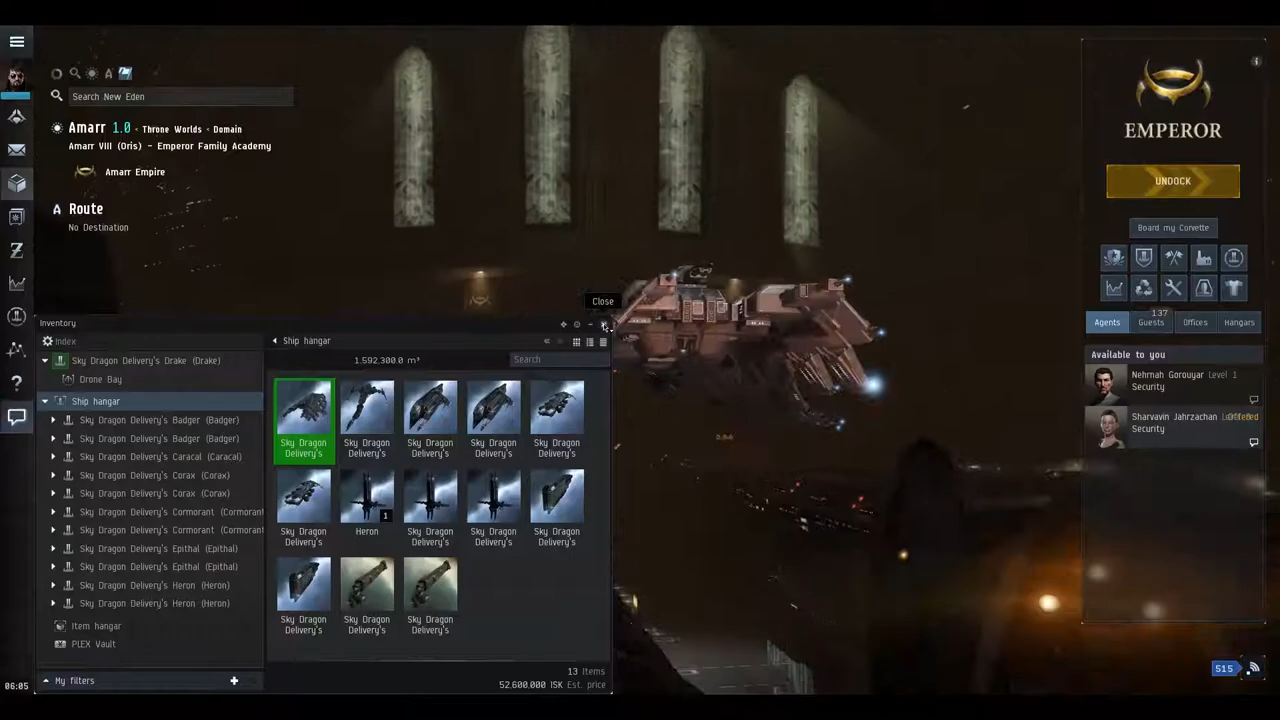 Search New Eden
Amarr 1.0 < Throne Worlds < Domain
Amarr VIII (Oris) - Emperor Family Academy
Amarr Empire
Route
No Destination
EMPEROR
UNDOCK
Board my Corvette
137
Agents Guests Offices Hangars
Available to you
Nehrnah Gorouyar Level 1
Security
Sharvavin Jahrzachan
Security
Close
Inventory
Index
Ship hangar
Sky Dragon Delivery's Drake (Drake)
1,592,300.0 m³
Search
Drone Bay
Ship hangar
Sky Dragon Delivery's Badger (Badger)
Sky Dragon Delivery's Badger (Badger)
Sky Dragon Delivery's Caracal (Caracal)
Sky Dragon Delivery's Corax (Corax)
Sky Dragon Delivery's Corax (Corax)
Sky Dragon Delivery's Cormorant (Cormorant
Sky Dragon Delivery's Cormorant (Cormorant
Sky Dragon Delivery's Epithal (Epithal)
Sky Dragon Delivery's Epithal (Epithal)
Sky Dragon Delivery's Heron (Heron)
Sky Dragon Delivery's Heron (Heron)
Item hangar
PLEX Vault
My filters
Sky Dragon Sky Dragon Sky Dragon Sky Dragon Sky Dragon
Delivery's Delivery's Delivery's Delivery's Delivery's
1
Sky Dragon Heron Sky Dragon Sky Dragon Sky Dragon
Delivery's Delivery's Delivery's Delivery's
Sky Dragon Sky Dragon Sky Dragon
Delivery's Delivery's Delivery's
13 Items
52,600,000 ISK Est. price
06:05
515